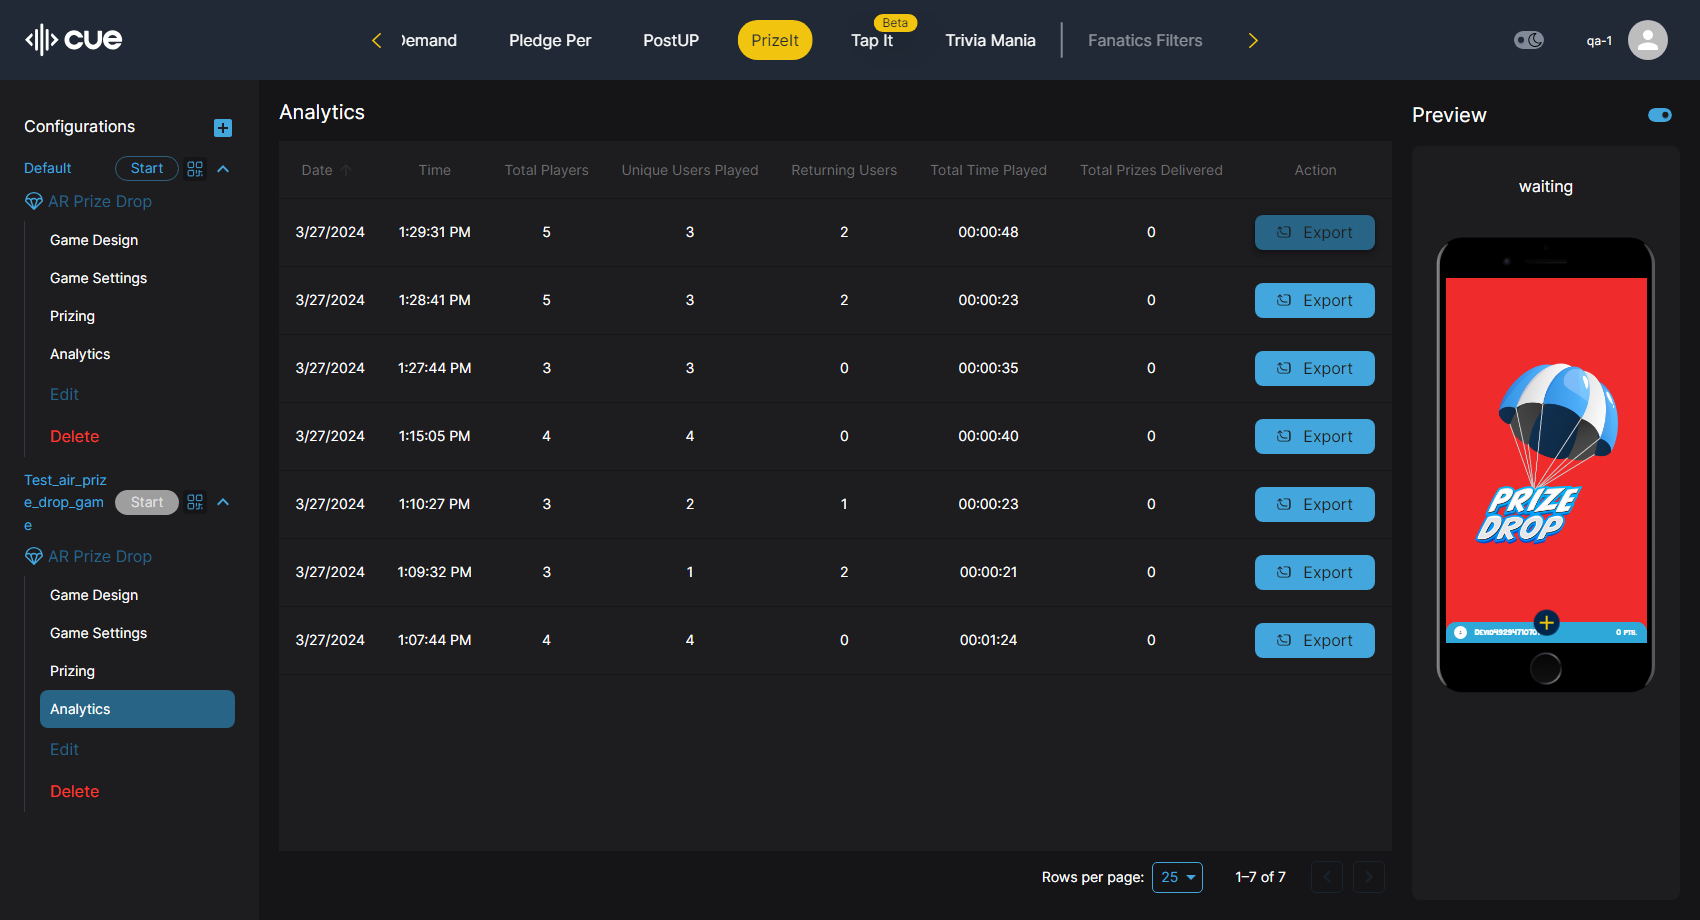 cue
Demand
Pledge Per
PostUP
PrizeIt
Tap It
Beta
Trivia Mania
Fanatics Filters
qa-1
Configurations
Default
Start
AR Prize Drop
Game Design
Game Settings
Prizing
Analytics
Edit
Delete
Test_air_priz
e_drop_gam
e
Start
AR Prize Drop
Game Design
Game Settings
Prizing
Analytics
Edit
Delete
Analytics
Date Time Total Players Unique Users Played Returning Users Total Time Played Total Prizes Delivered Action
3/27/2024 1:29:31 PM 5 3 2 00:00:48 0 Export
3/27/2024 1:28:41 PM 5 3 2 00:00:23 0 Export
3/27/2024 1:27:44 PM 3 3 0 00:00:35 0 Export
3/27/2024 1:15:05 PM 4 4 0 00:00:40 0 Export
3/27/2024 1:10:27 PM 3 2 1 00:00:23 0 Export
3/27/2024 1:09:32 PM 3 1 2 00:00:21 0 Export
3/27/2024 1:07:44 PM 4 4 0 00:01:24 0 Export
Rows per page: 25 1–7 of 7
Preview
waiting
PRIZE
DROP
0 PTS.